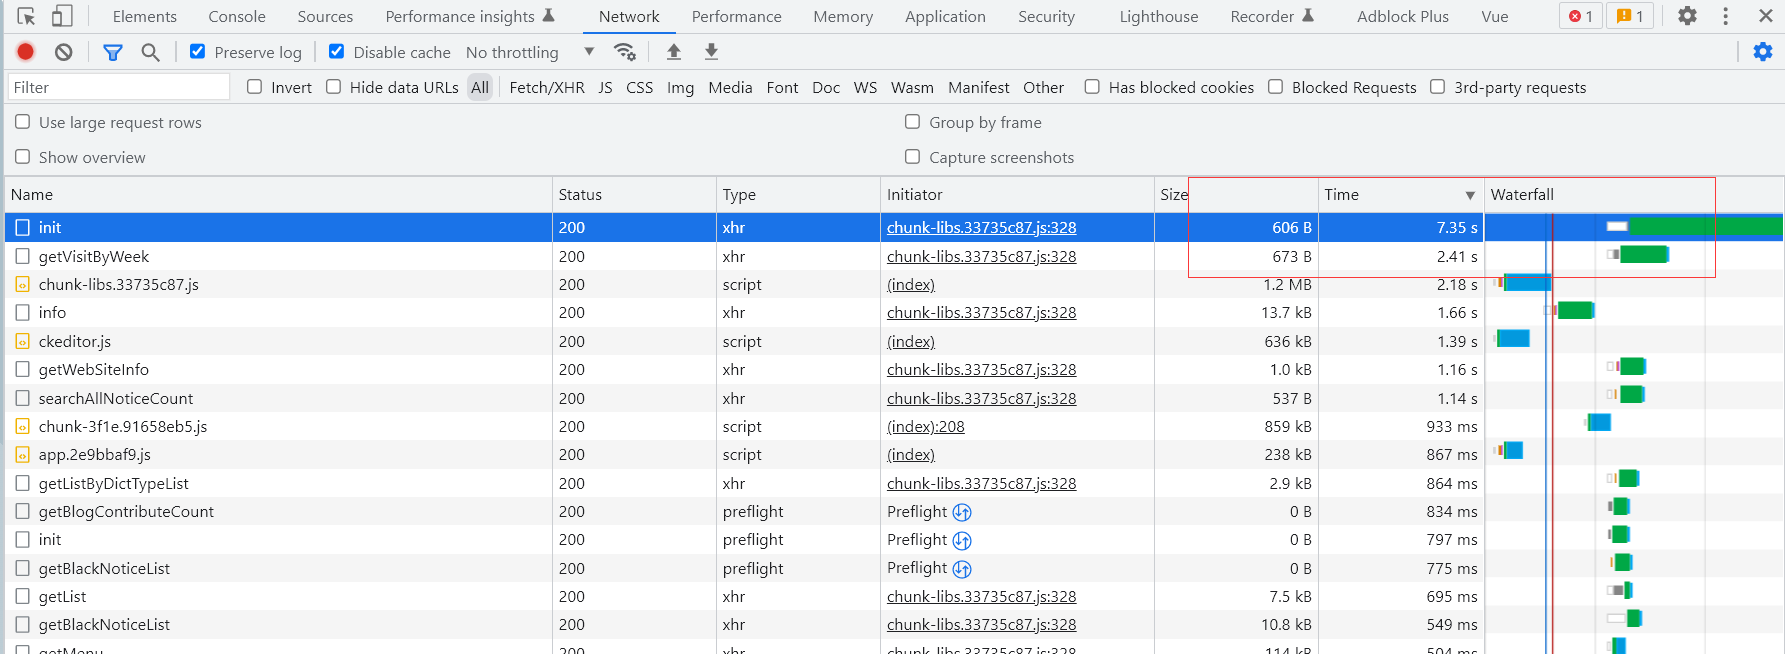 Elements Console Sources Performance insights Network Performance Memory Application Security Lighthouse Recorder Adblock Plus Vue 1 1
Preserve log Disable cache No throttling
Filter Invert Hide data URLs All Fetch/XHR JS CSS Img Media Font Doc WS Wasm Manifest Other Has blocked cookies Blocked Requests 3rd-party requests
Use large request rows Group by frame
Show overview Capture screenshots
Name Status Type Initiator Size Time Waterfall
init 200 xhr chunk-libs.33735c87.js:328 606 B 7.35 s
getVisitByWeek 200 xhr chunk-libs.33735c87.js:328 673 B 2.41 s
chunk-libs.33735c87.js 200 script (index) 1.2 MB 2.18 s
info 200 xhr chunk-libs.33735c87.js:328 13.7 kB 1.66 s
ckeditor.js 200 script (index) 636 kB 1.39 s
getWebSiteInfo 200 xhr chunk-libs.33735c87.js:328 1.0 kB 1.16 s
searchAllNoticeCount 200 xhr chunk-libs.33735c87.js:328 537 B 1.14 s
chunk-3f1e.91658eb5.js 200 script (index):208 859 kB 933 ms
app.2e9bbaf9.js 200 script (index) 238 kB 867 ms
getListByDictTypeList 200 xhr chunk-libs.33735c87.js:328 2.9 kB 864 ms
getBlogContributeCount 200 preflight Preflight 0 B 834 ms
init 200 preflight Preflight 0 B 797 ms
getBlackNoticeList 200 preflight Preflight 0 B 775 ms
getList 200 xhr chunk-libs.33735c87.js:328 7.5 kB 695 ms
getBlackNoticeList 200 xhr chunk-libs.33735c87.js:328 10.8 kB 549 ms
getMenu 200 xhr chunk-libs.33735c87.js:328 114 kB 504 ms